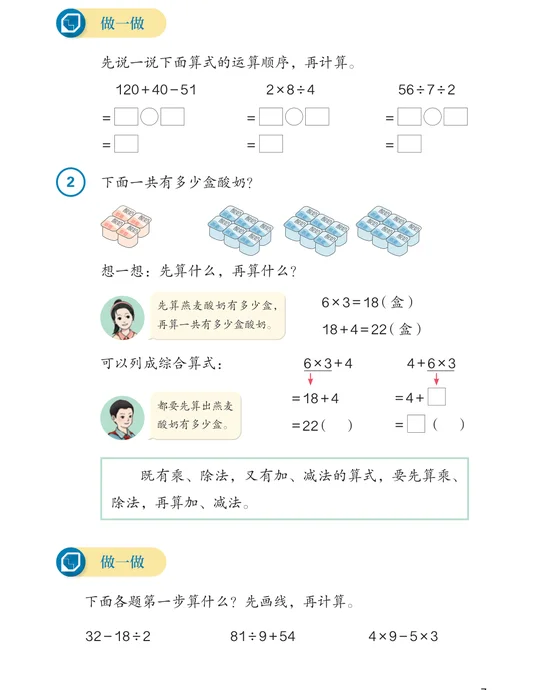 做一做
先说一说下面算式的运算顺序，再计算。
120+40-51 2×8÷4 56÷7÷2
= = =
= = =
2 下面一共有多少盒酸奶？
想一想：先算什么，再算什么？
先算燕麦酸奶有多少盒，
再算一共有多少盒酸奶。
6×3=18(盒)
18+4=22(盒)
可以列成综合算式：
6×3+4 4+6×3
=18+4 =4+
=22( ) = ( )
都要先算出燕麦
酸奶有多少盒。
既有乘、除法，又有加、减法的算式，要先算乘、
除法，再算加、减法。
做一做
下面各题第一步算什么？先画线，再计算。
32-18÷2 81÷9+54 4×9-5×3